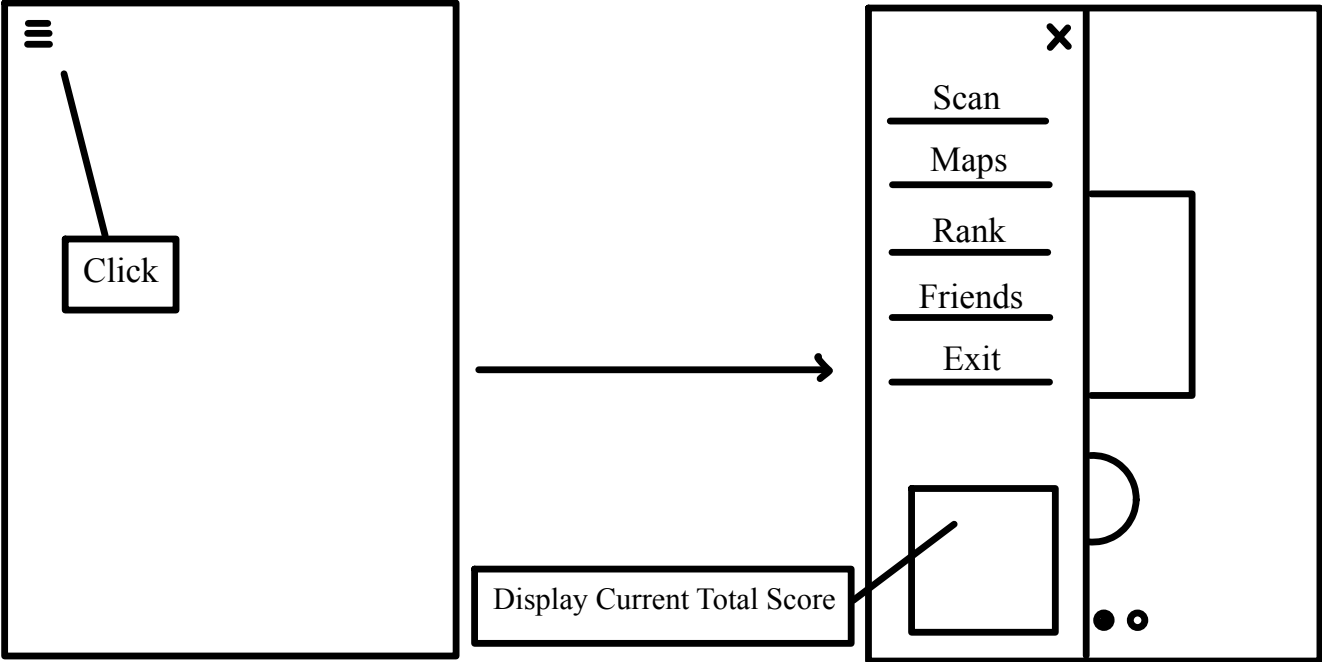 Click
Scan
Maps
Rank
Friends
Exit
Display Current Total Score